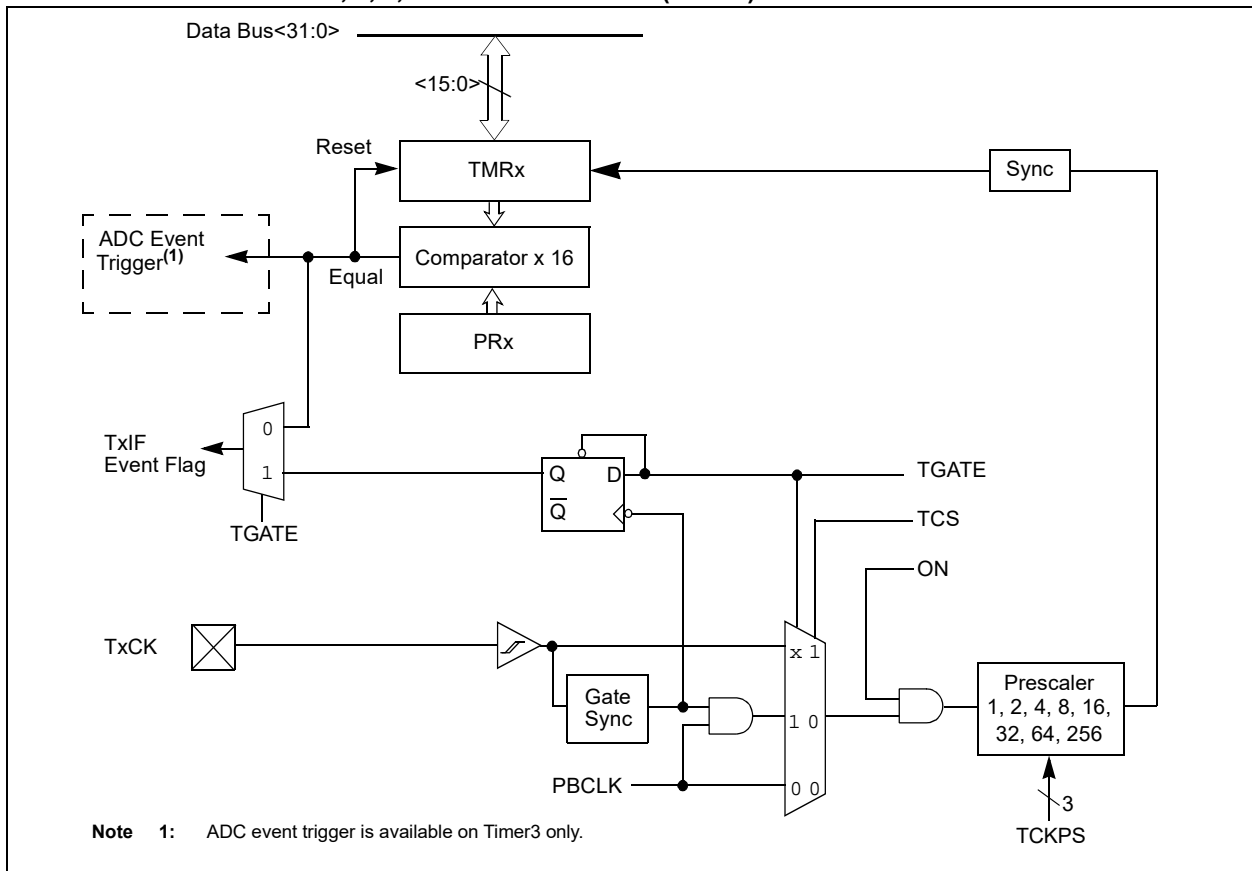 Data Bus<31:0>
<15:0>
Reset
TMRx
Sync
ADC Event
Trigger(1)
Equal
Comparator x 16
PRx
0
TxIF
Event Flag
1
Q
D
Q
TGATE
TGATE
TCS
ON
TxCK
x 1
Gate
Sync
1 0
Prescaler
1, 2, 4, 8, 16,
32, 64, 256
PBCLK
0 0
3
TCKPS
Note 1: ADC event trigger is available on Timer3 only.